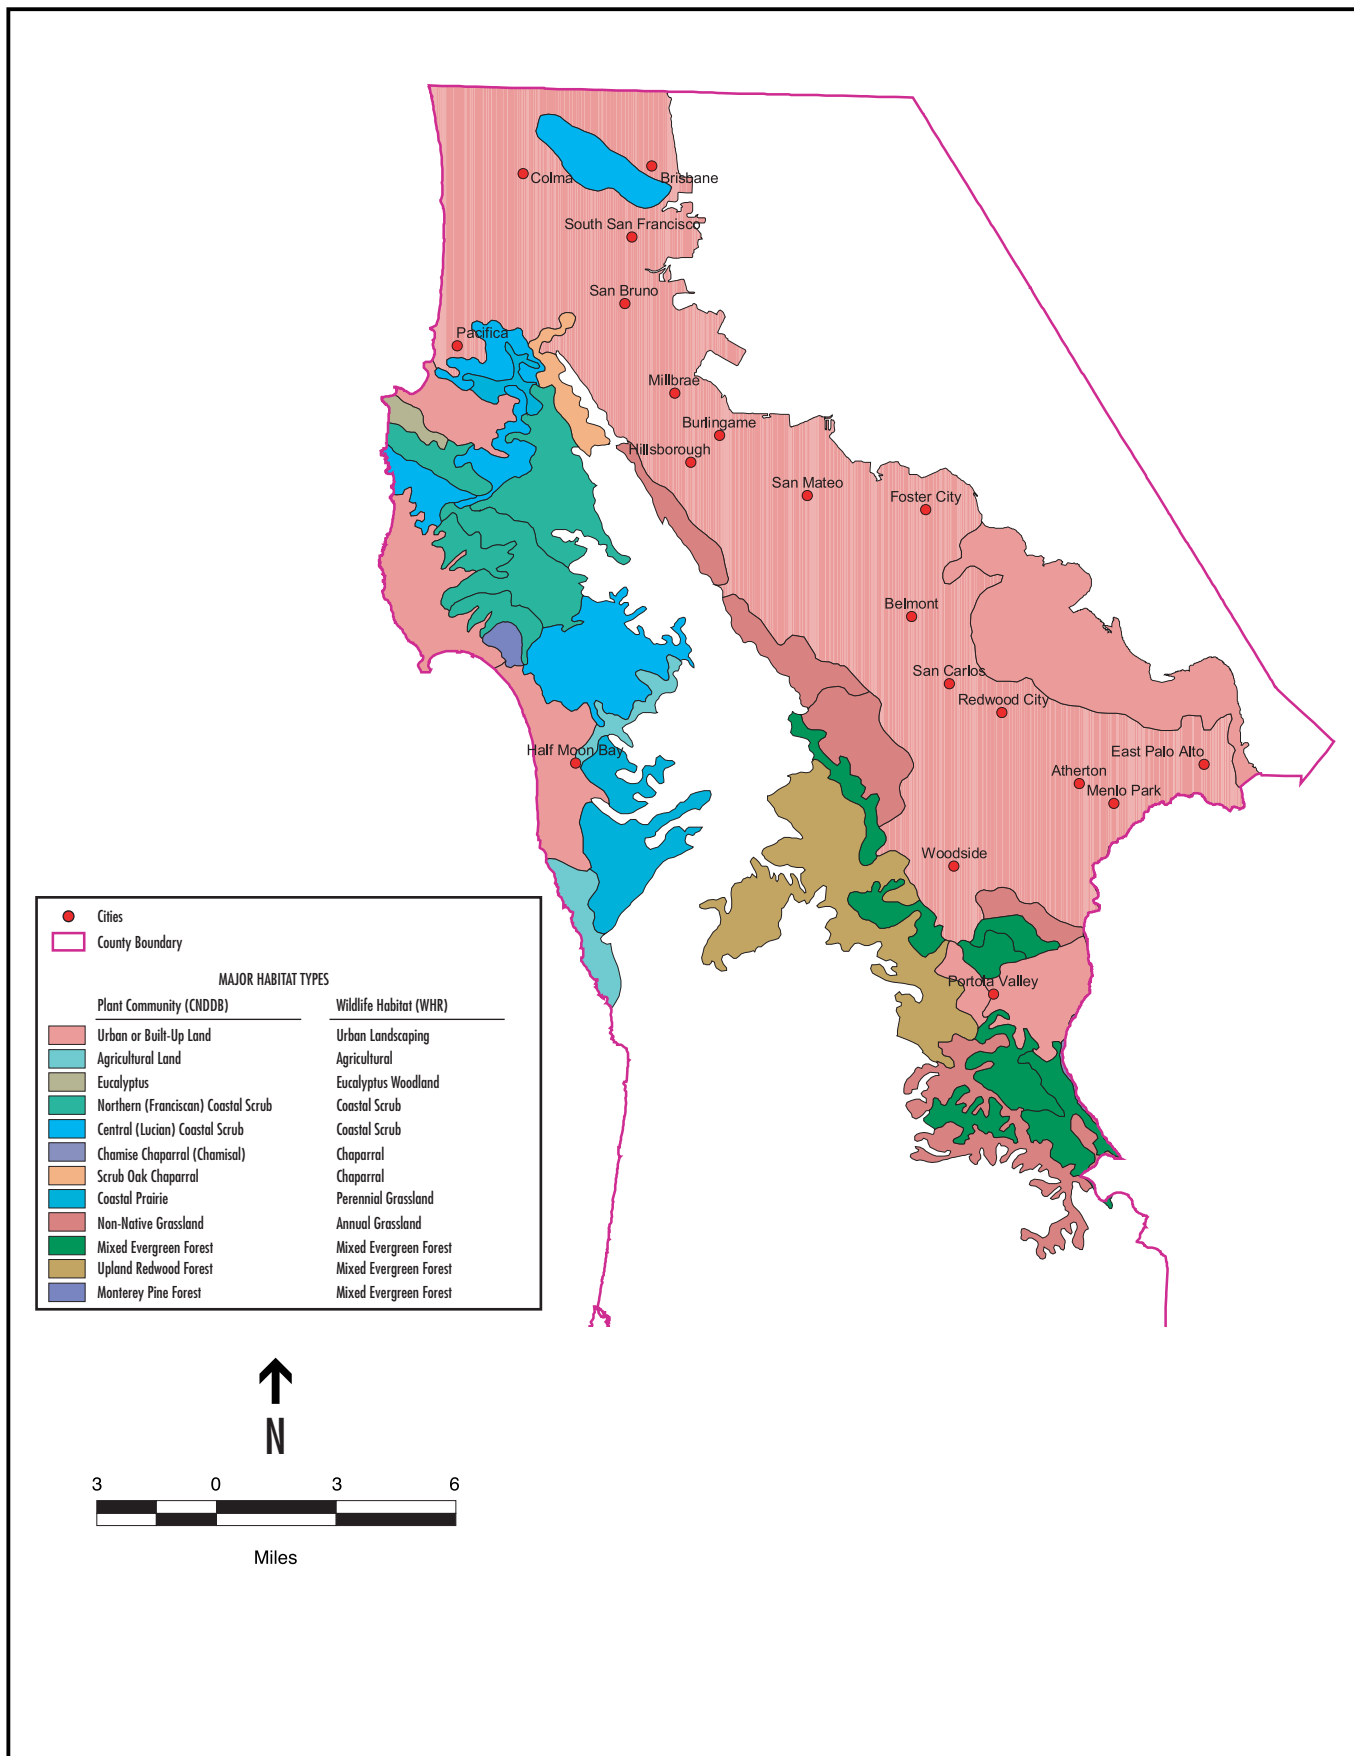 Colma
Brisbane
South San Francisco
San Bruno
Pacifica
Millbrae
Burlingame
Hillsborough
San Mateo
Foster City
Belmont
San Carlos
Redwood City
Half Moon Bay
East Palo Alto
Atherton
Menlo Park
Woodside
Portola Valley
Cities
County Boundary
MAJOR HABITAT TYPES
Plant Community (CNDDB) Wildlife Habitat (WHR)
Urban or Built-Up Land Urban Landscaping
Agricultural Land Agricultural
Eucalyptus Eucalyptus Woodland
Northern (Franciscan) Coastal Scrub Coastal Scrub
Central (Lucian) Coastal Scrub Coastal Scrub
Chamise Chaparral (Chamisal) Chaparral
Scrub Oak Chaparral Chaparral
Coastal Prairie Perennial Grassland
Non-Native Grassland Annual Grassland
Mixed Evergreen Forest Mixed Evergreen Forest
Upland Redwood Forest Mixed Evergreen Forest
Monterey Pine Forest Mixed Evergreen Forest
N
3 0 3 6
Miles